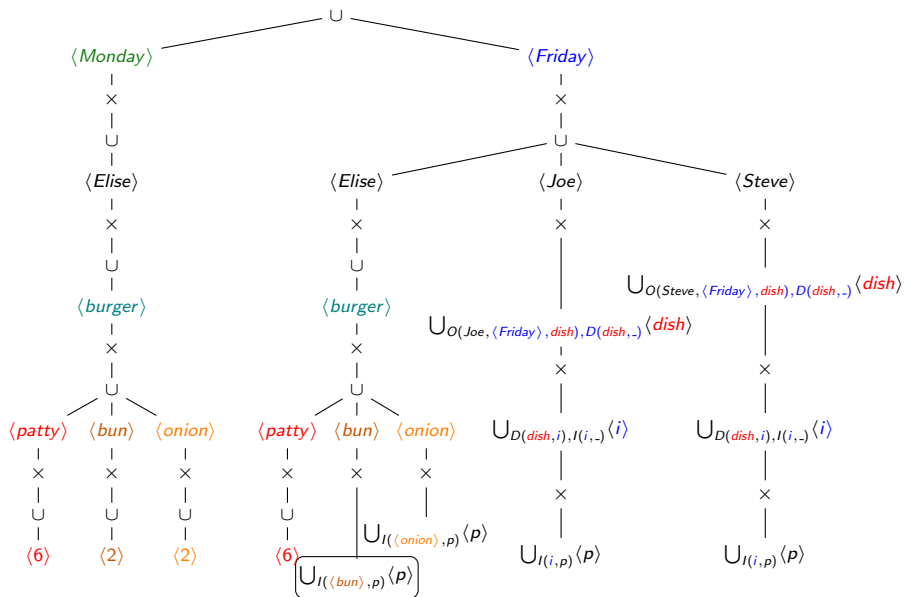 ∪
⟨Monday⟩ ⟨Friday⟩
× ×
∪ ∪
⟨Elise⟩ ⟨Elise⟩ ⟨Joe⟩ ⟨Steve⟩
× × × ×
∪ ∪
⋃O(Steve,⟨Friday⟩,dish),D(dish,_)⟨dish⟩
⟨burger⟩ ⟨burger⟩
⋃O(Joe,⟨Friday⟩,dish),D(dish,_)⟨dish⟩
× ×
× ×
∪ ∪
⟨patty⟩ ⟨bun⟩ ⟨onion⟩ ⟨patty⟩ ⟨bun⟩ ⟨onion⟩ ⋃D(dish,i),I(i,_)⟨i⟩ ⋃D(dish,i),I(i,_)⟨i⟩
× × × × × ×
× ×
∪ ∪ ∪ ∪
⋃I(⟨onion⟩,p)⟨p⟩
⟨6⟩ ⟨2⟩ ⟨2⟩ ⟨6⟩ ⋃I(i,p)⟨p⟩ ⋃I(i,p)⟨p⟩
⋃I(⟨bun⟩,p)⟨p⟩